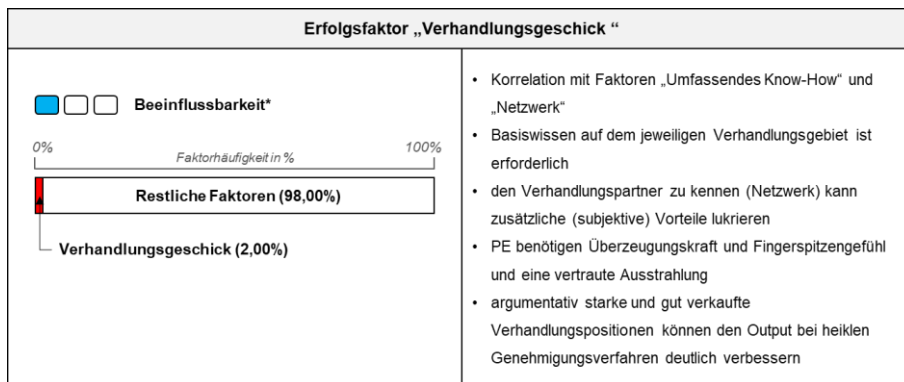 Erfolgsfaktor „Verhandlungsgeschick “
Beeinflussbarkeit*
0%
100%
Faktorhäufigkeit in %
Restliche Faktoren (98,00%)
Verhandlungsgeschick (2,00%)
• Korrelation mit Faktoren „Umfassendes Know-How“ und
„Netzwerk“
• Basiswissen auf dem jeweiligen Verhandlungsgebiet ist
erforderlich
• den Verhandlungspartner zu kennen (Netzwerk) kann
zusätzliche (subjektive) Vorteile lukrieren
• PE benötigen Überzeugungskraft und Fingerspitzengefühl
und eine vertraute Ausstrahlung
• argumentativ starke und gut verkaufte
Verhandlungspositionen können den Output bei heiklen
Genehmigungsverfahren deutlich verbessern